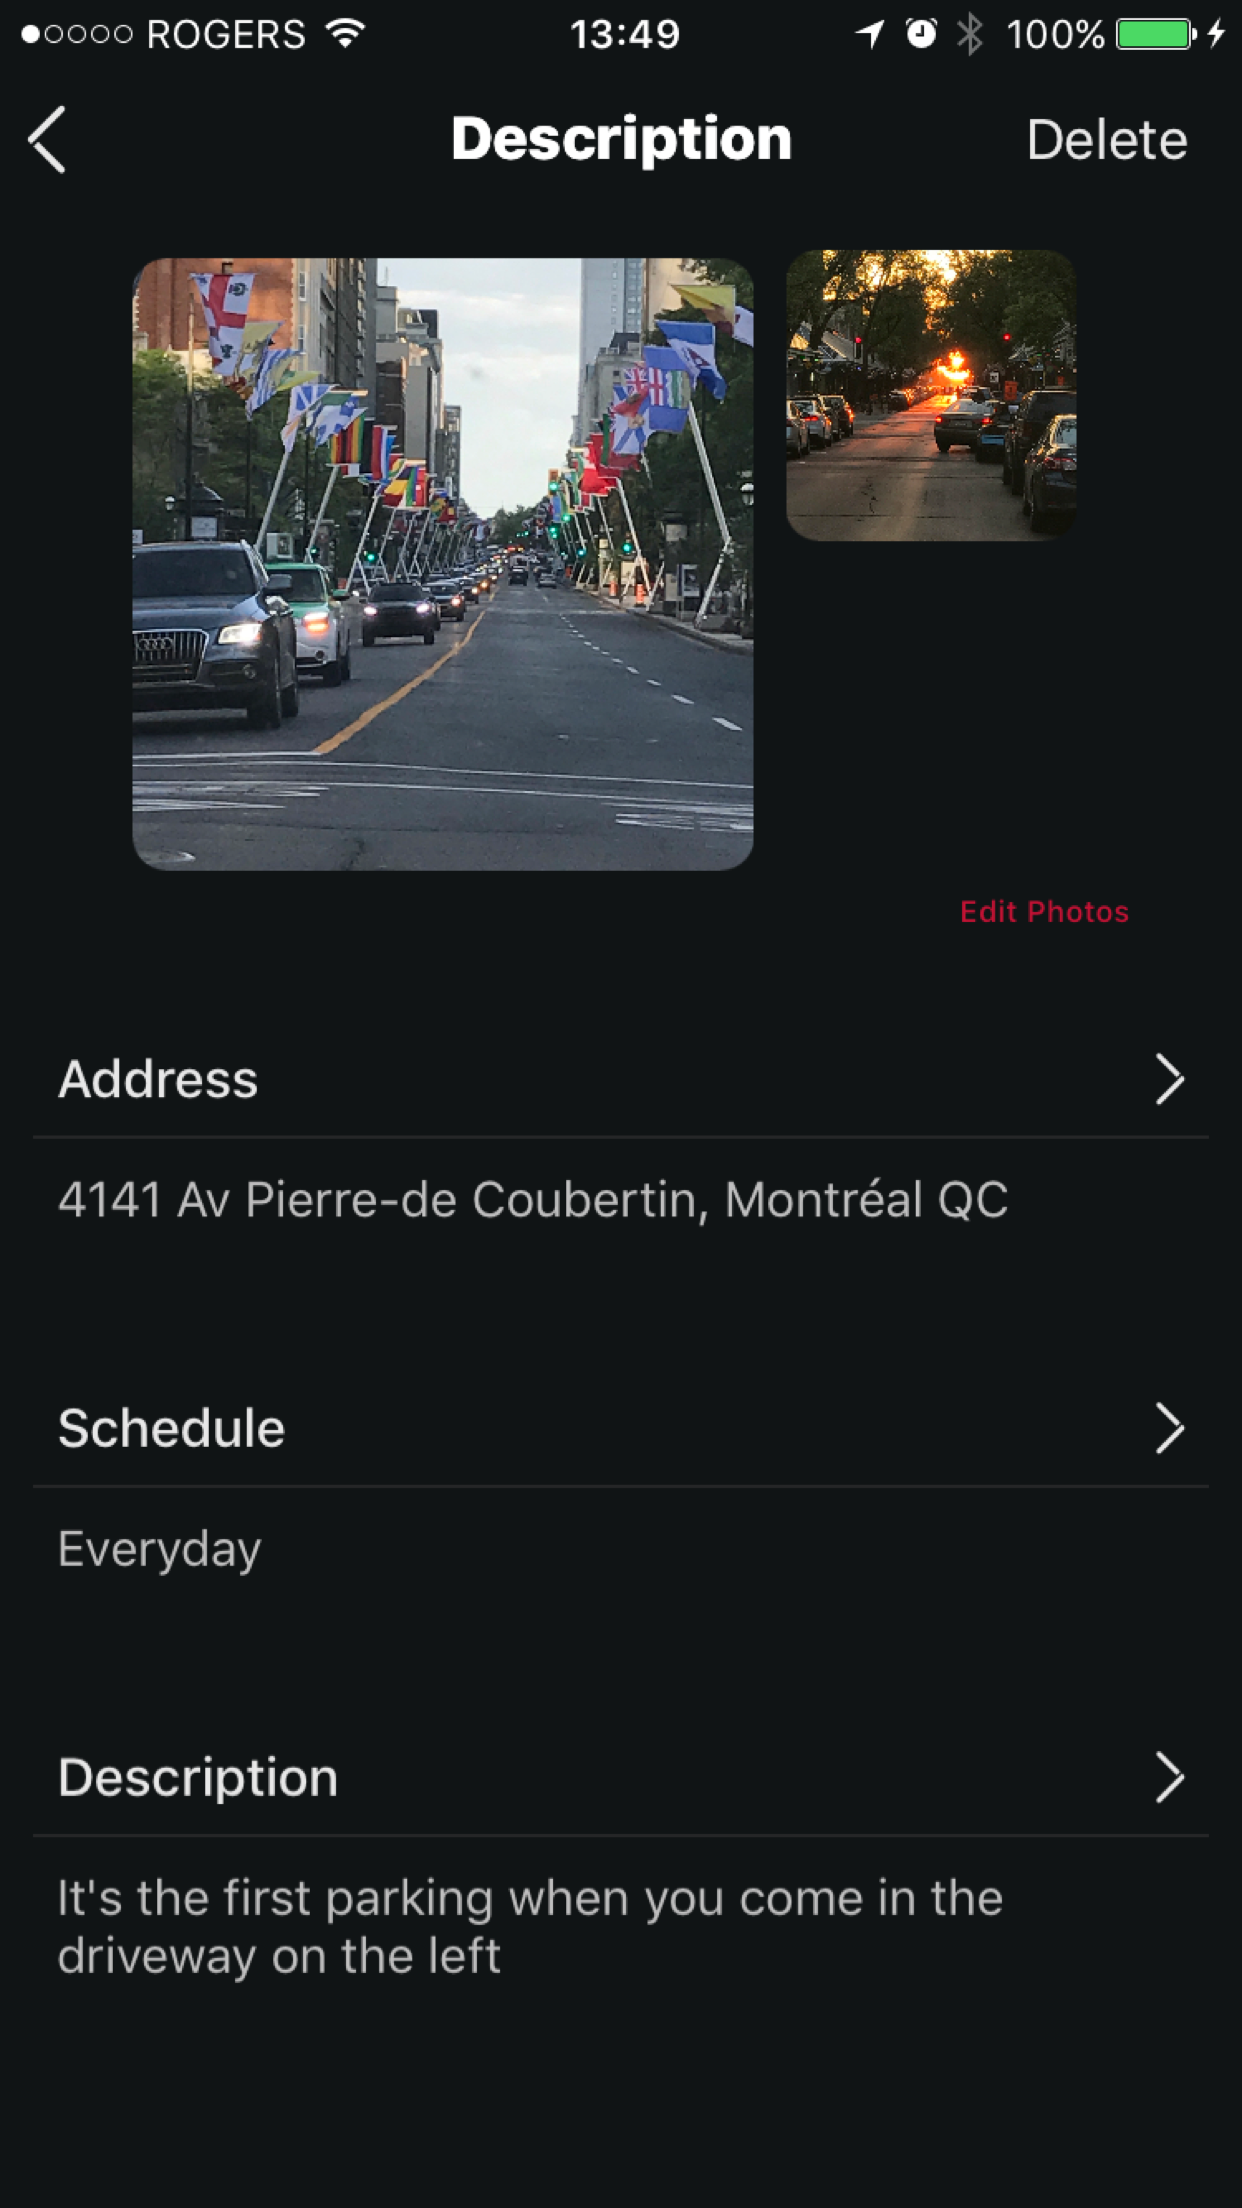 ROGERS 13:49 100%
Description Delete
Edit Photos
Address
4141 Av Pierre-de Coubertin, Montréal QC
Schedule
Everyday
Description
It's the first parking when you come in the
driveway on the left